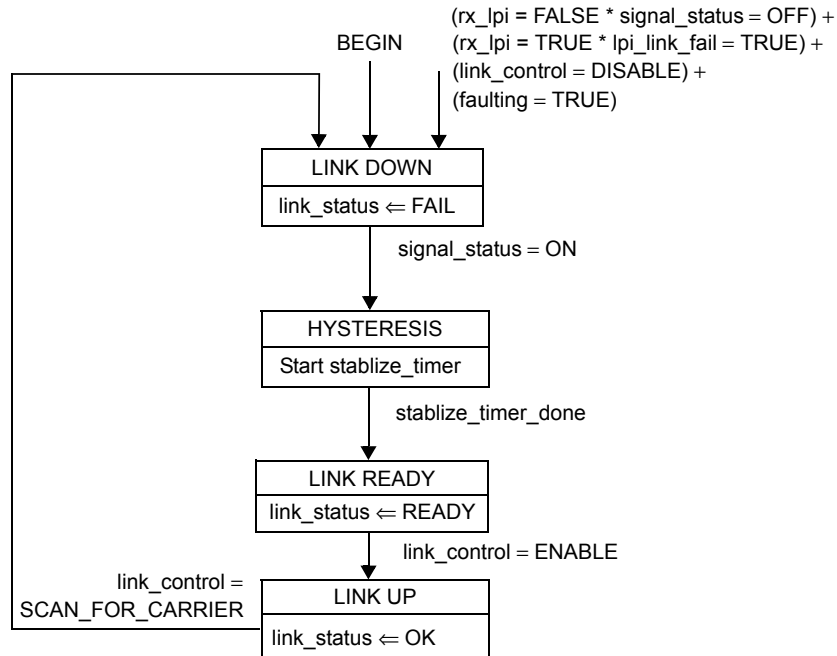 (rx_lpi = FALSE * signal_status = OFF) +
(rx_lpi = TRUE * lpi_link_fail = TRUE) +
(link_control = DISABLE) +
(faulting = TRUE)
BEGIN
LINK DOWN
link_status ⇐ FAIL
signal_status = ON
HYSTERESIS
Start stablize_timer
stablize_timer_done
LINK READY
link_status ⇐ READY
link_control = ENABLE
link_control =
SCAN_FOR_CARRIER
LINK UP
link_status ⇐ OK